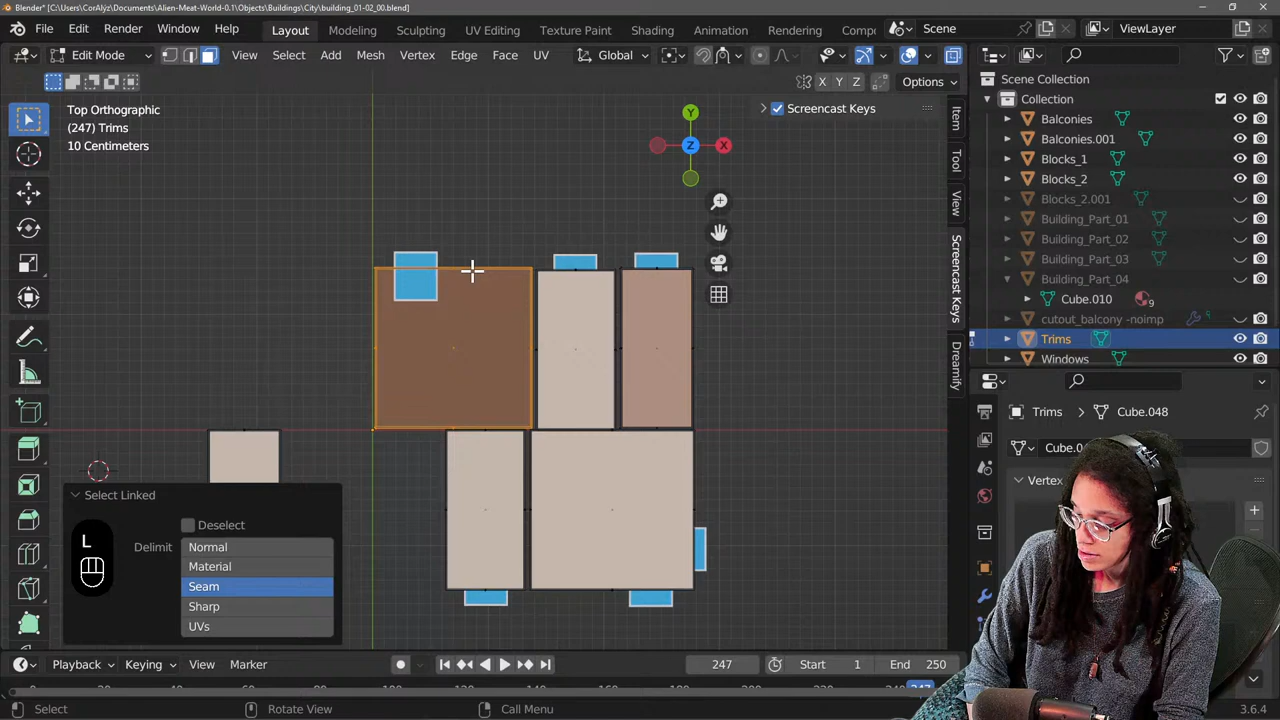 Blender* [C:\Users\CorAlyz\Documents\Alien-Meat-World-0.1\Objects\Buildings\City\building_01-02_00.blend]
File Edit Render Window Help Layout Modeling Sculpting UV Editing Texture Paint Shading Animation Rendering Scene ViewLayer
Edit Mode View Select Add Mesh Vertex Edge Face UV Global
X Y Z Options
Top Orthographic
(247) Trims
10 Centimeters
Screencast Keys
Y
Z X
Item
Tool
View
Screencast Keys
Dreamify
Scene Collection
Collection
Balconies
Balconies.001
Blocks_1
Blocks_2
Blocks_2.001
Building_Part_01
Building_Part_02
Building_Part_03
Building_Part_04
Cube.010 9
cutout_balcony -noimp
Trims
Windows
Trims Cube.048
Select Linked
Deselect
Delimit Normal
Material
Seam
Sharp
UVs
L
Playback Keying View Marker 247 Start 1 End 250
Select Rotate View Call Menu 3.6.4